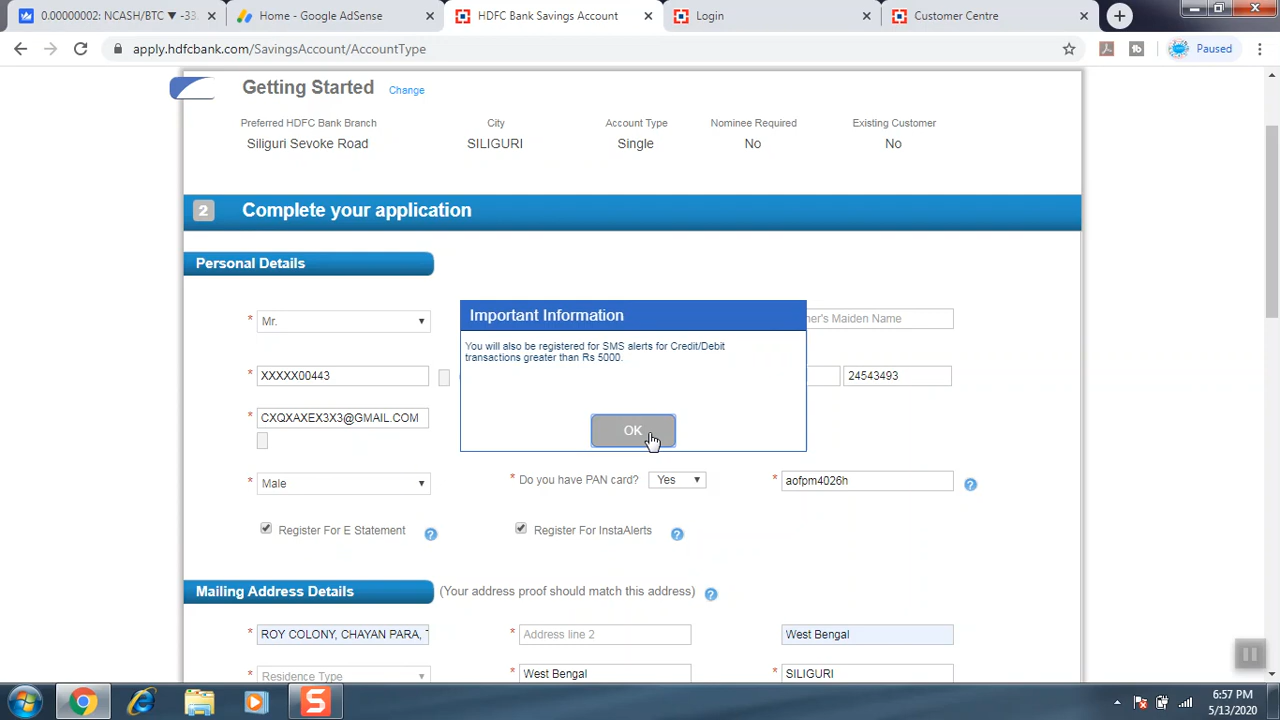 0.00000002: NCASH/BTC ▼ -33
Home - Google AdSense
HDFC Bank Savings Account
Login
Customer Centre
apply.hdfcbank.com/SavingsAccount/AccountType
Paused
Getting Started Change
Preferred HDFC Bank Branch City Account Type Nominee Required Existing Customer
Siliguri Sevoke Road SILIGURI Single No No
2 Complete your application
Personal Details
* Mr. her's Maiden Name
Important Information
You will also be registered for SMS alerts for Credit/Debit
transactions greater than Rs 5000.
OK
* XXXXX00443 24543493
* CXQXAXEX3X3@GMAIL.COM
* Male * Do you have PAN card? Yes * aofpm4026h ?
Register For E Statement ? Register For InstaAlerts ?
Mailing Address Details (Your address proof should match this address) ?
* ROY COLONY, CHAYAN PARA, * Address line 2 West Bengal
* Residence Type * West Bengal * SILIGURI
6:57 PM
5/13/2020